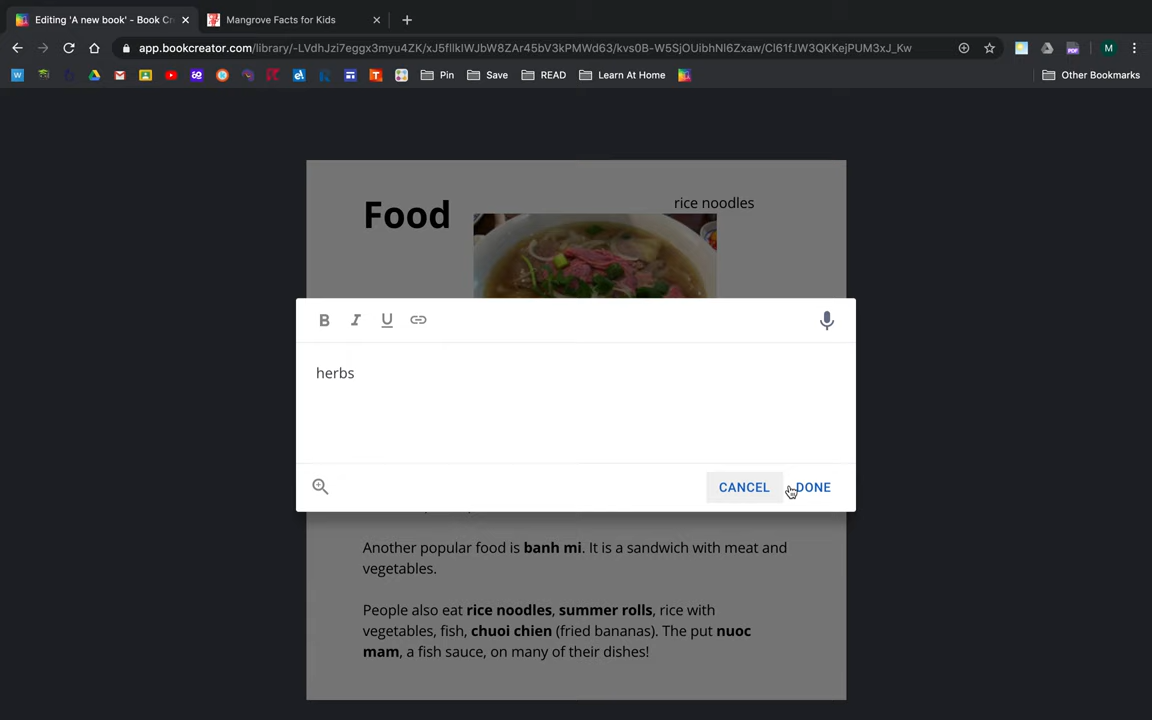 Editing 'A new book' - Book Cr
Mangrove Facts for Kids
app.bookcreator.com/library/-LVdhJzi7eggx3myu4ZK/xJ5fIlkIWJbW8ZAr45bV3kPMWd63/kvs0B-W5SjOUibhNl6Zxaw/CI61fJW3QKKejPUM3xJ_Kw
M
Pin
Save
READ
Learn At Home
Other Bookmarks
Food
rice noodles
B I U
herbs
CANCEL
DONE
Another popular food is banh mi. It is a sandwich with meat and
vegetables.
People also eat rice noodles, summer rolls, rice with
vegetables, fish, chuoi chien (fried bananas). The put nuoc
mam, a fish sauce, on many of their dishes!